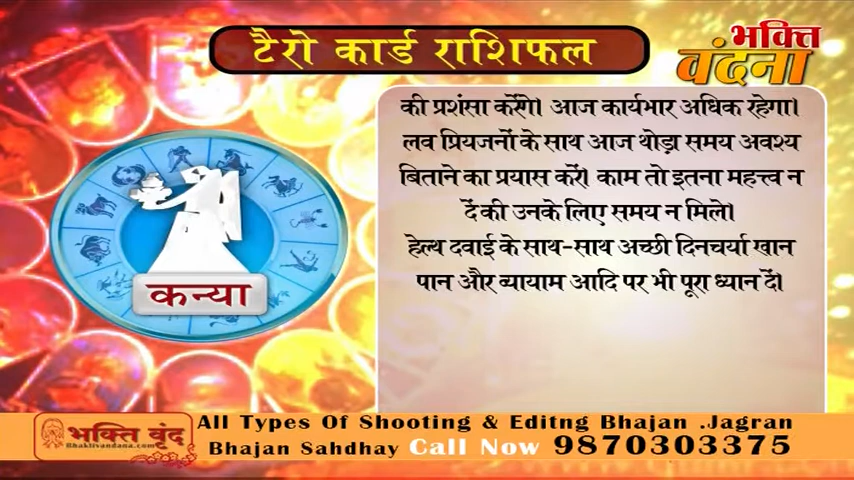 टैरो कार्ड राशिफल
भक्ति
वंदना
की प्रशंसा करेंगे। आज कार्यभार अधिक रहेगा।
लव प्रियजनों के साथ आज थोड़ा समय अवश्य
बिताने का प्रयास करें। काम तो इतना महत्त्व न
दें की उनके लिए समय न मिले।
हेल्थ दवाई के साथ-साथ अच्छी दिनचर्या खान
पान और व्यायाम आदि पर भी पूरा ध्यान दें।
कन्या
All Types Of Shooting & Editng Bhajan .Jagran
भक्ति वृंद
Bhaktivandana.com
Bhajan Sahdhay Call Now 9870303375